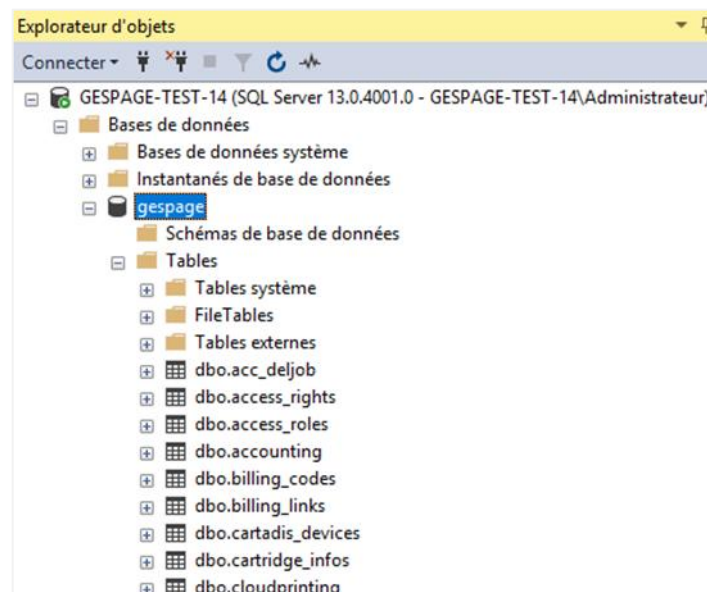 Explorateur d'objets
Connecter
GESPAGE-TEST-14 (SQL Server 13.0.4001.0 - GESPAGE-TEST-14\Administrateur)
Bases de données
Bases de données système
Instantanés de base de données
gespage
Schémas de base de données
Tables
Tables système
FileTables
Tables externes
dbo.acc_deljob
dbo.access_rights
dbo.access_roles
dbo.accounting
dbo.billing_codes
dbo.billing_links
dbo.cartadis_devices
dbo.cartridge_infos
dbo.cloudprinting